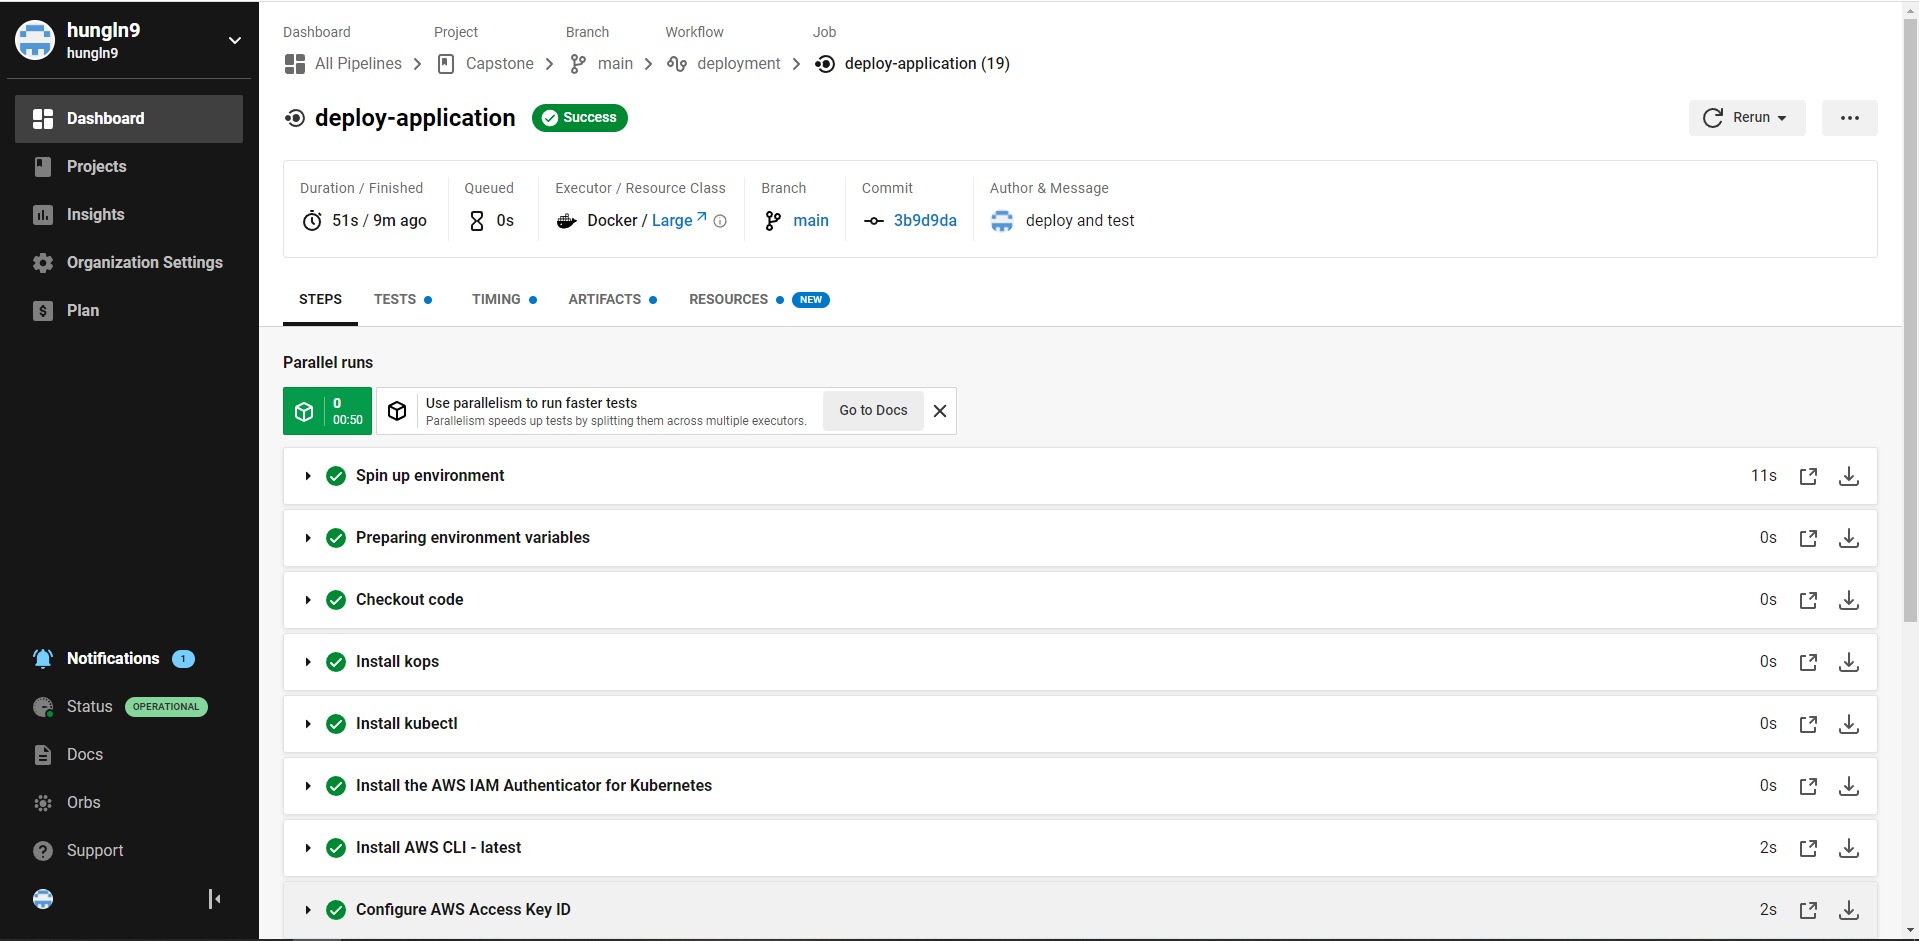 hungln9
hungln9
Dashboard
Projects
Insights
Organization Settings
Plan
Notifications 1
Status OPERATIONAL
Docs
Orbs
Support
Dashboard Project Branch Workflow Job
All Pipelines Capstone main deployment deploy-application (19)
deploy-application Success Rerun
Duration / Finished Queued Executor / Resource Class Branch Commit Author & Message
51s / 9m ago 0s Docker / Large main 3b9d9da deploy and test
STEPS TESTS TIMING ARTIFACTS RESOURCES NEW
Parallel runs
0
00:50
Use parallelism to run faster tests
Parallelism speeds up tests by splitting them across multiple executors.
Go to Docs
Spin up environment 11s
Preparing environment variables 0s
Checkout code 0s
Install kops 0s
Install kubectl 0s
Install the AWS IAM Authenticator for Kubernetes 0s
Install AWS CLI - latest 2s
Configure AWS Access Key ID 2s